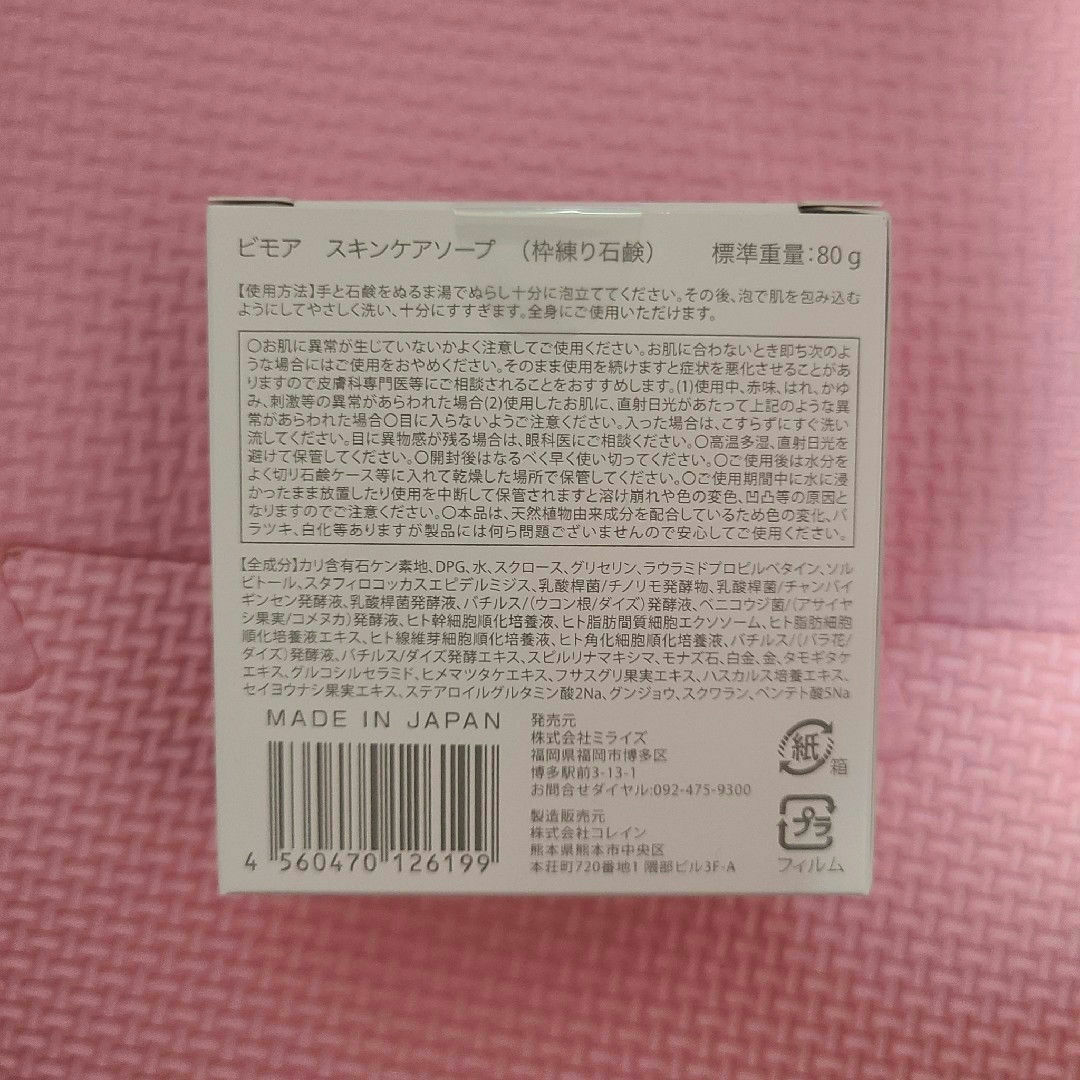 ビモア　スキンケアソープ　（枠練り石鹸）　標準重量：80g
【使用方法】手と石鹸をぬるま湯でぬらし十分に泡立ててください。その後、泡で肌を包み込む
ようにしてやさしく洗い、十分にすすぎます。全身にご使用いただけます。
〇お肌に異常が生じていないかよく注意してご使用ください。お肌に合わないとき即ち次のよ
うな場合にはご使用をおやめください。そのまま使用を続けますと症状を悪化させることがあ
りますので皮膚科専門医等にご相談されることをおすすめします。(1)使用中、赤味、はれ、かゆ
み、刺激等の異常があらわれた場合(2)使用したお肌に、直射日光があたって上記のような異
常があらわれた場合〇目に入らないようご注意ください。入った場合は、こすらずにすぐ洗い
流してください。目に異物感が残る場合は、眼科医にご相談ください。〇高温多湿、直射日光を
避けて保管してください。〇開封後はなるべく早く使い切ってください。〇ご使用後は水分を
よく切り石鹸ケース等に入れて乾燥した場所で保管してください。〇ご使用期間中に水に浸
かったまま放置したり使用を中断して保管されますと溶け崩れや色の変色、凹凸等の原因と
なりますのでご注意ください。〇本品は、天然植物由来成分を配合しているため色の変化、バ
ラツキ、白化等ありますが製品には何ら問題ございませんので安心してご使用ください。
【全成分】カリ含有石ケン素地、DPG、水、スクロース、グリセリン、ラウラミドプロピルベタイン、ソル
ビトール、スタフィロコッカスエピデルミジス、乳酸桿菌/チノリモ発酵物、乳酸桿菌/チャンバイ
ギンセン発酵液、乳酸桿菌発酵液、バチルス/(ウコン根/ダイズ)発酵液、ベニコウジ菌/(アサイヤ
シ果実/コメヌカ)発酵液、ヒト幹細胞順化培養液、ヒト脂肪間質細胞エクソソーム、ヒト脂肪細胞
順化培養液エキス、ヒト線維芽細胞順化培養液、ヒト角化細胞順化培養液、バチルス/(バラ花/
ダイズ)発酵液、バチルス/ダイズ発酵エキス、スピルリナマキシマ、モナズ石、白金、金、タモギタケ
エキス、グルコシルセラミド、ヒメマツタケエキス、フサスグリ果実エキス、ハスカルス培養エキス、
セイヨウナシ果実エキス、ステアロイルグルタミン酸2Na、グンジョウ、スクワラン、ペンテト酸5Na
MADE IN JAPAN
4 560470 126199
発売元
株式会社ミライズ
福岡県福岡市博多区
博多駅前3-13-1
お問合せダイヤル:092-475-9300
製造販売元
株式会社コレイン
熊本県熊本市中央区
本荘町720番地1 隈部ビル3F-A
紙
箱
プラ
フィルム